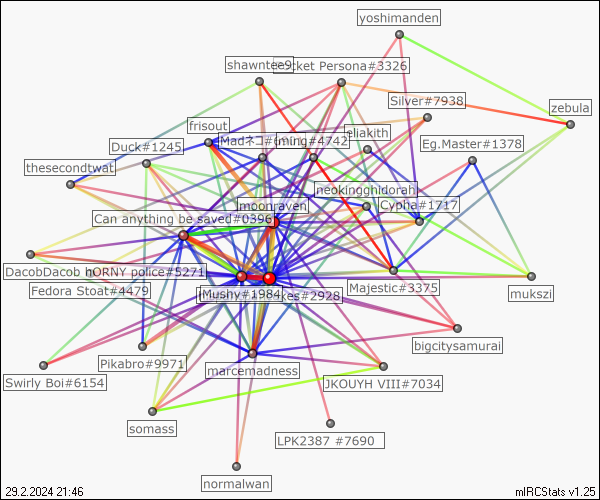 yoshimanden
shawntee9
cket Persona#3326
Silver#7938
zebula
frisout
Madネコ
#4742
eliakith
Eg.Master#1378
Duck#1245
thesecondtwat
neokingghidorah
moonraven
Cypha#1717
Can anything be saved#0396
DacobDacob
HORNY police#5271
Fedora Stoat#4479
Mushy#1984
kes#2928
Majestic#3375
mukszi
bigcitysamurai
Pikabro#9971
marcemadness
Swirly Boi#6154
JKOUYH VIII#7034
somass
LPK2387 #7690
normalwan
29.2.2024 21:46
mIRCStats v1.25